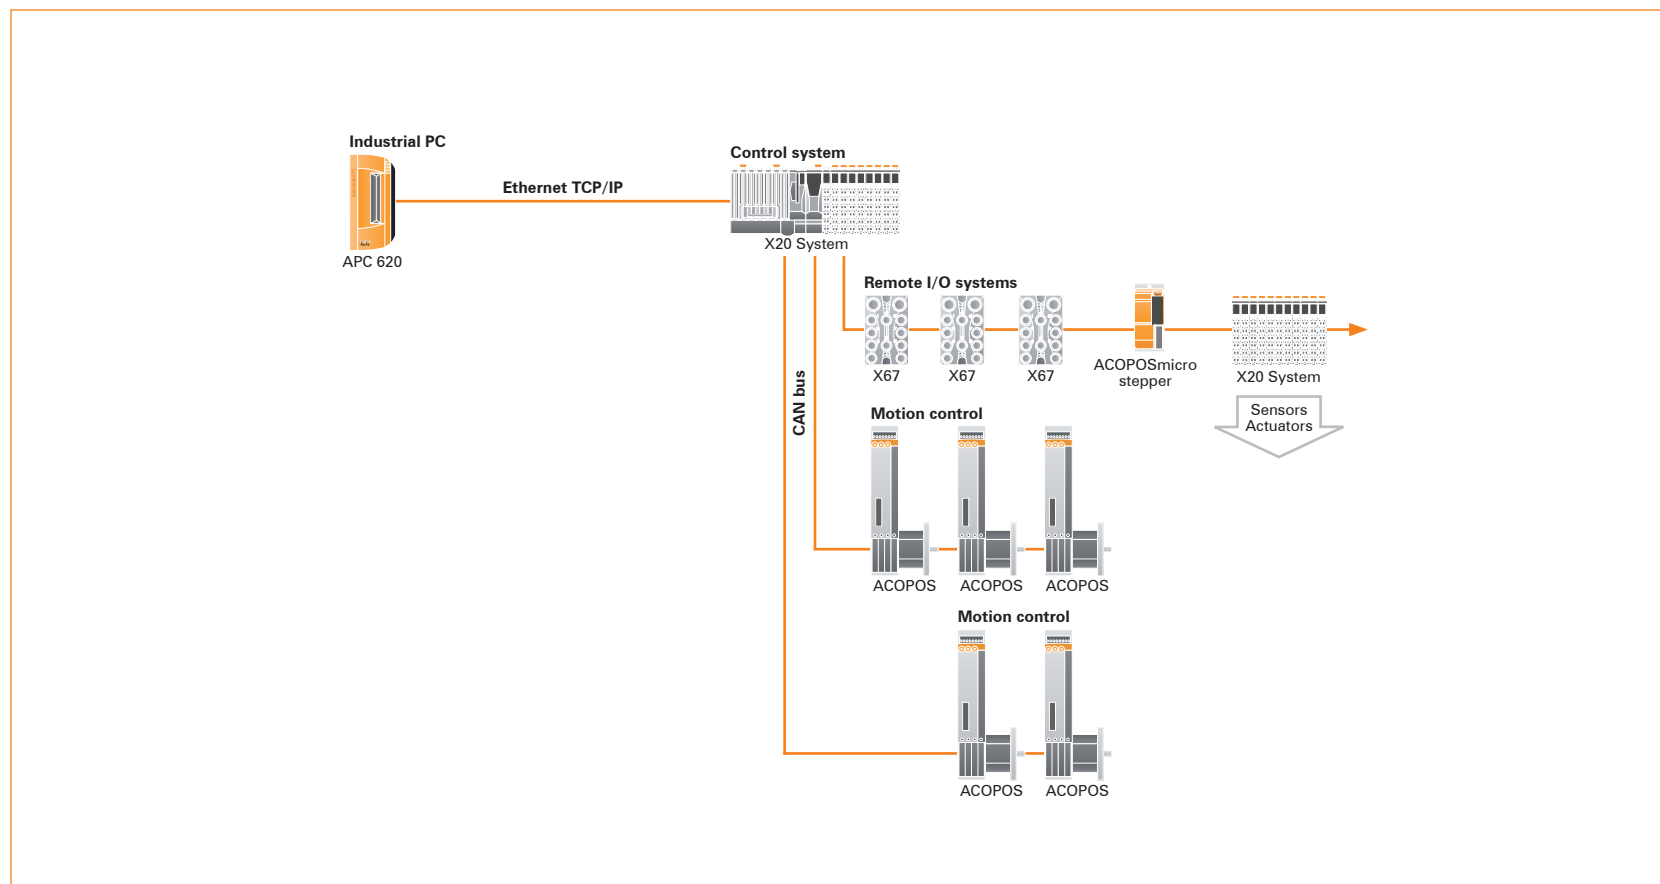 Industrial PC
APC 620
Ethernet TCP/IP
Control system
X20 System
Remote I/O systems
X67
X67
X67
ACOPOSmicro
stepper
X20 System
Sensors
Actuators
CAN bus
Motion control
ACOPOS
ACOPOS
ACOPOS
Motion control
ACOPOS
ACOPOS